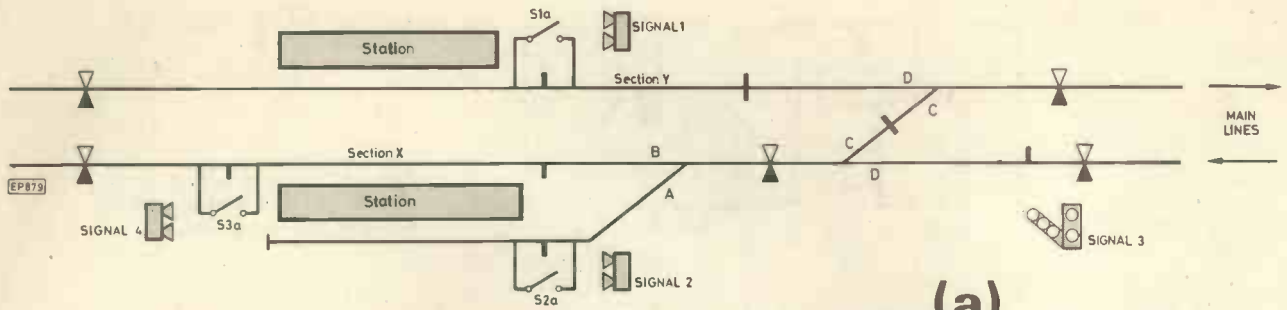 S1a
SIGNAL 1
Station
Section Y
D
C
C
MAIN
LINES
Section X
B
D
A
EP879
Station
SIGNAL 4
S3a
S2a
SIGNAL 2
SIGNAL 3
(a)